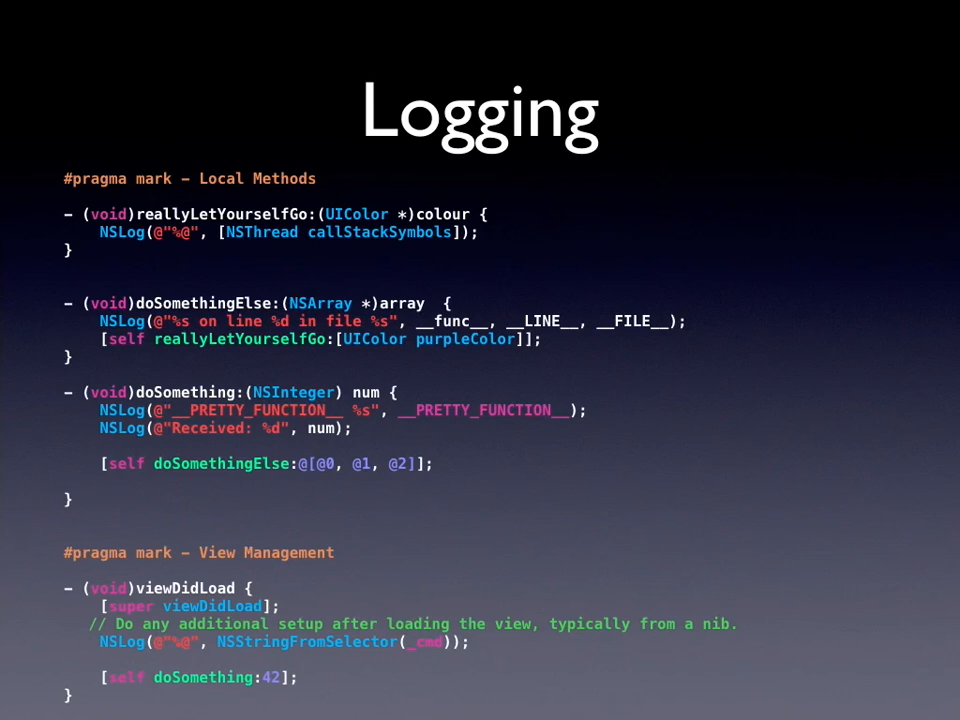 Logging
#pragma mark - Local Methods
- (void)reallyLetYourselfGo:(UIColor *)colour {
NSLog(@"%@", [NSThread callStackSymbols]);
}
- (void)doSomethingElse:(NSArray *)array  {
NSLog(@"%s on line %d in file %s", __func__, __LINE__, __FILE__);
[self reallyLetYourselfGo:[UIColor purpleColor]];
}
- (void)doSomething:(NSInteger) num {
NSLog(@"__PRETTY_FUNCTION__ %s", __PRETTY_FUNCTION__);
NSLog(@"Received: %d", num);
[self doSomethingElse:@[@0, @1, @2]];
}
#pragma mark - View Management
- (void)viewDidLoad {
[super viewDidLoad];
// Do any additional setup after loading the view, typically from a nib.
NSLog(@"%@", NSStringFromSelector(_cmd));
[self doSomething:42];
}